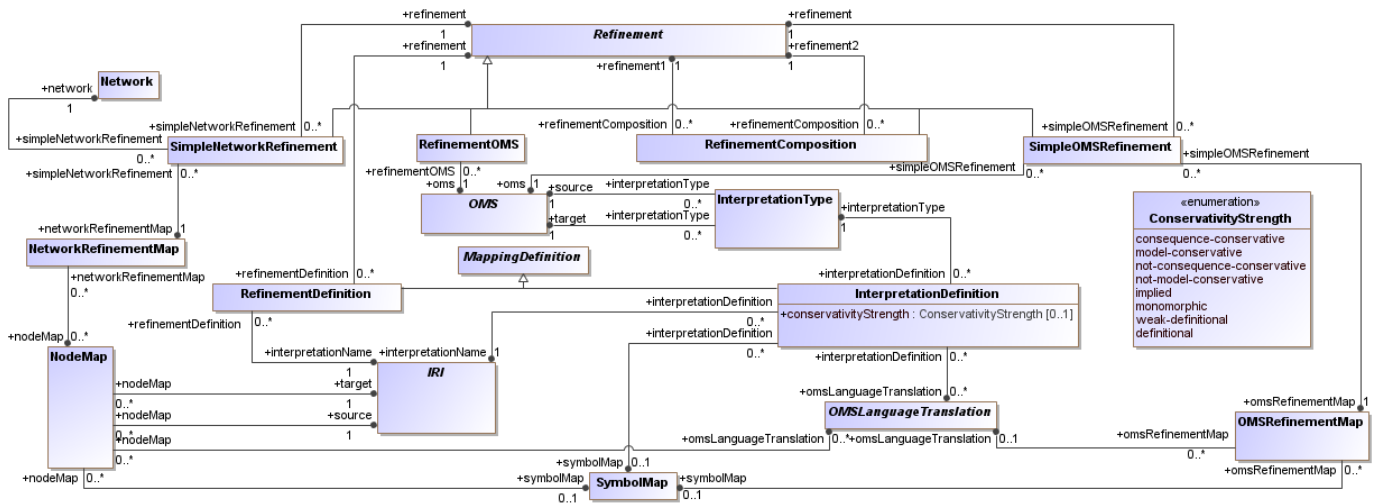 +refinement
+refinement
1
Refinement
1
+refinement
+refinement2
1
+refinement1
1
1
Network
+network
1
+simpleNetworkRefinement
0..*
+refinementComposition
0..*
+refinementComposition
0..*
+simpleOMSRefinement
0..*
+simpleNetworkRefinement
0..*
SimpleNetworkRefinement
RefinementOMS
RefinementComposition
SimpleOMSRefinement
+simpleOMSRefinement
0..*
+simpleNetworkRefinement
0..*
+refinementOMS
0..*
+simpleOMSRefinement
0..*
+oms
1
+oms
1
+source
1
+interpretationType
0..*
OMS
InterpretationType
+target
1
+interpretationType
0..*
+interpretationType
1
«enumeration»
ConservativityStrength
consequence-conservative
model-conservative
not-consequence-conservative
not-model-conservative
implied
monomorphic
weak-definitional
definitional
+networkRefinementMap
1
NetworkRefinementMap
MappingDefinition
+networkRefinementMap
0..*
+refinementDefinition
0..*
+interpretationDefinition
0..*
RefinementDefinition
InterpretationDefinition
+interpretationDefinition
0..*
+conservativityStrength : ConservativityStrength [0..1]
+refinementDefinition
0..*
+interpretationDefinition
0..*
+nodeMap
0..*
+interpretationName
1
+interpretationName
1
+interpretationDefinition
0..*
NodeMap
IRI
+nodeMap
0..*
+target
1
+omsLanguageTranslation
0..*
+nodeMap
0..*
+source
1
OMSLanguageTranslation
+omsRefinementMap
1
OMSRefinementMap
+nodeMap
0..*
+omsLanguageTranslation
0..*
+omsLanguageTranslation
0..1
+omsRefinementMap
0..*
+symbolMap
0..1
+nodeMap
0..*
+symbolMap
0..1
SymbolMap
+symbolMap
0..1
+omsRefinementMap
0..*